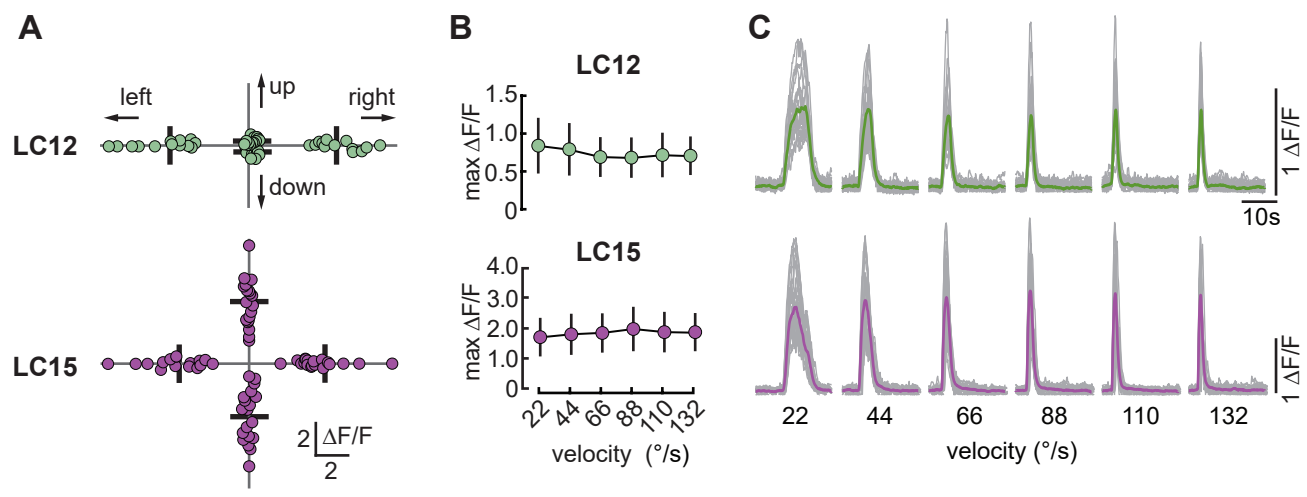 A
left
up
right
LC12
down
LC15
2 ΔF/F
2
B
LC12
max ΔF/F
1.5
1.0
0.5
0
LC15
max ΔF/F
4.0
3.0
2.0
1.0
0
22 44 66 88 110 132
velocity (°/s)
C
1 ΔF/F
10s
1 ΔF/F
22 44 66 88 110 132
velocity (°/s)